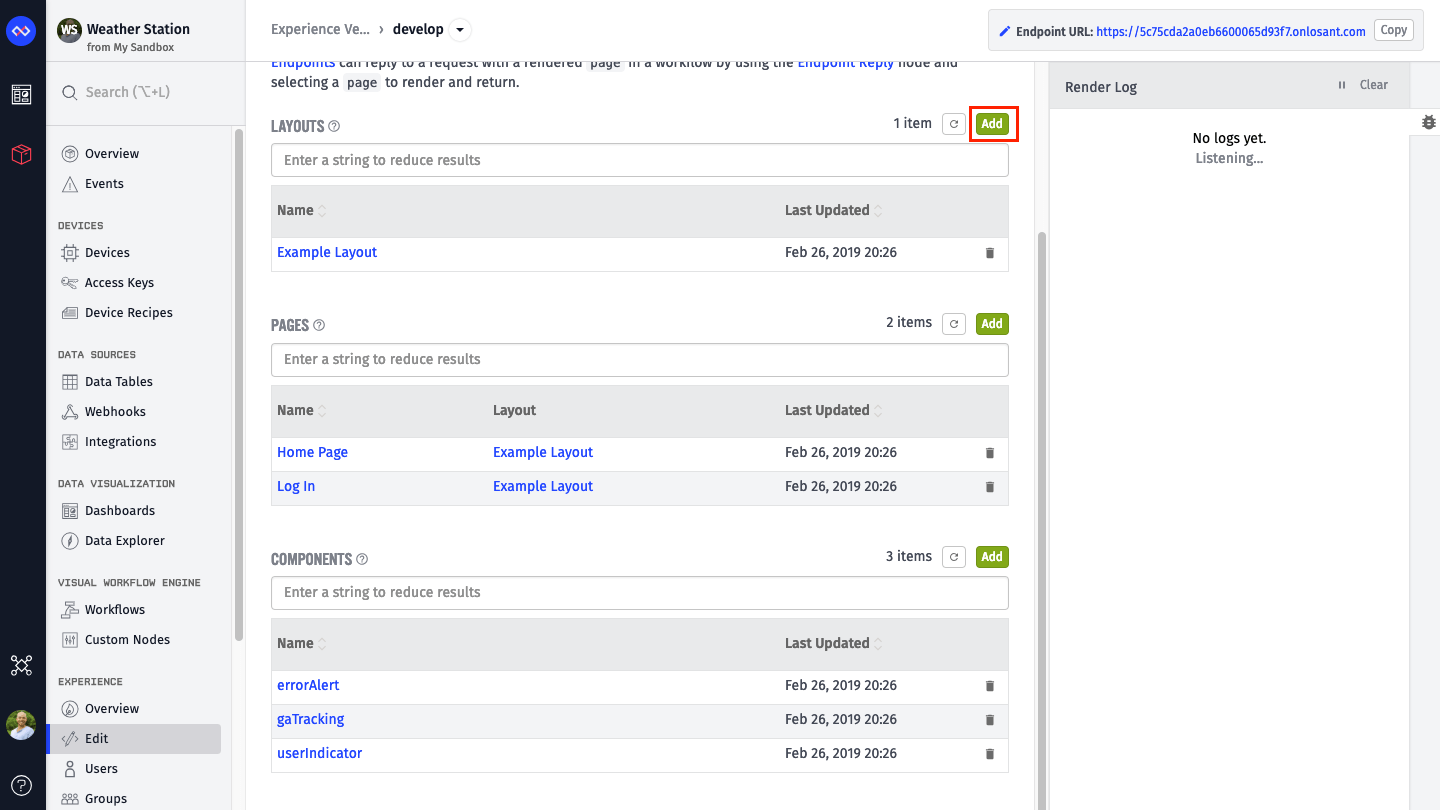 WS
Weather Station
from My Sandbox
Search (⌥+L)
Overview
Events
DEVICES
Devices
Access Keys
Device Recipes
DATA SOURCES
Data Tables
Webhooks
Integrations
DATA VISUALIZATION
Dashboards
Data Explorer
VISUAL WORKFLOW ENGINE
Workflows
Custom Nodes
EXPERIENCE
Overview
Edit
Users
Groups
Experience Ve... › develop
Endpoint URL: https://5c75cda2a0eb6600065d93f7.onlosant.com Copy
Endpoints can reply to a request with a rendered page in a workflow by using the Endpoint Reply node and
selecting a page to render and return.
LAYOUTS 1 item Add
Enter a string to reduce results
Name Last Updated
Example Layout Feb 26, 2019 20:26
PAGES 2 items Add
Enter a string to reduce results
Name Layout Last Updated
Home Page Example Layout Feb 26, 2019 20:26
Log In Example Layout Feb 26, 2019 20:26
COMPONENTS 3 items Add
Enter a string to reduce results
Name Last Updated
errorAlert Feb 26, 2019 20:26
gaTracking Feb 26, 2019 20:26
userIndicator Feb 26, 2019 20:26
Render Log Clear
No logs yet.
Listening...